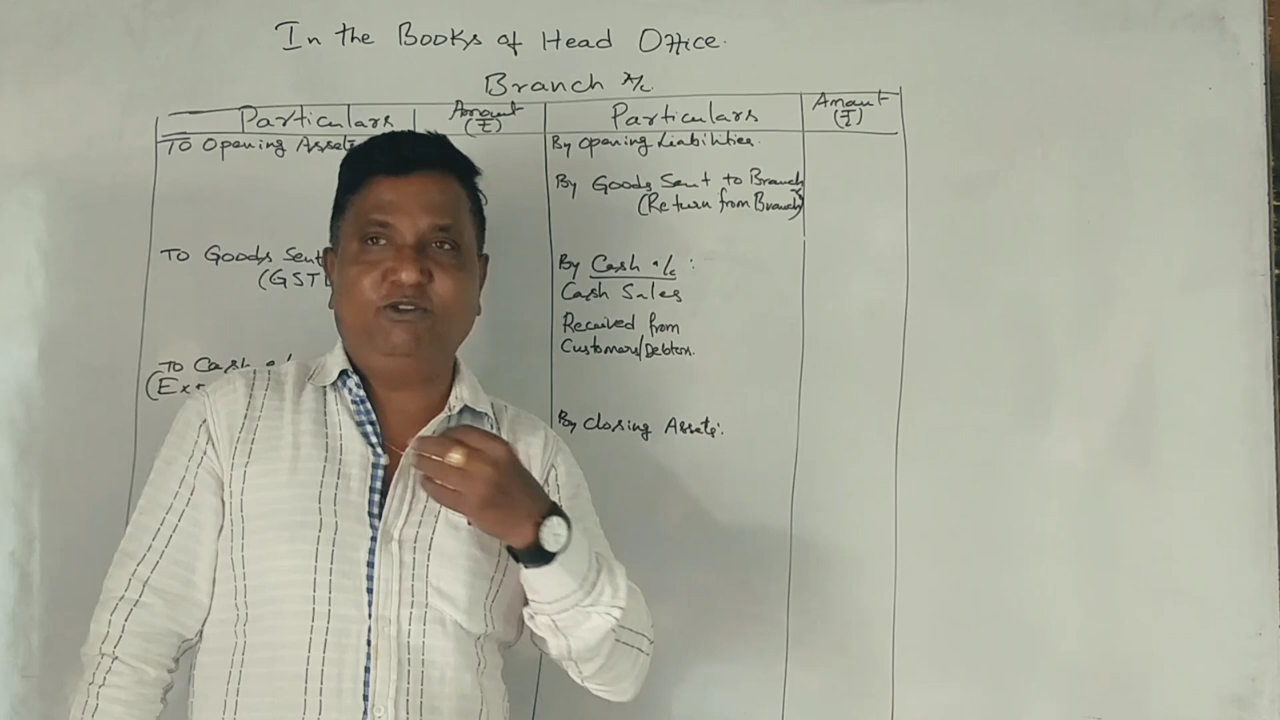 In the Books of Head Office.
Branch A/c.
Particulars Amount (₹) Particulars Amount (₹)
To Opening Assets
By Opening Liabilities.
By Goods Sent to Branch
(Return from Branch)
To Goods Sent
(GST
By Cash a/c :
Cash Sales
Received from
Customers/Debtors.
To Cash a/
(Ex
By Closing Assets: